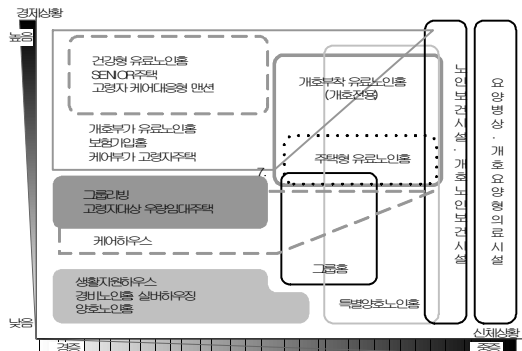 경제상황
높음
건강형 유료노인홈
SENIOR주택
고령자 케어대응형 맨션
개호부가 유료노인홈
보험가입홈
케어부가 고령자주택
개호부착 유료노인홈
(개호전용)
주택형 유료노인홈
7.
그룹리빙
고령자대상 우량임대주택
케어하우스
그룹홈
생활지원하우스
경비노인홈 실버하우징
양호노인홈
특별양호노인홈
노인보건시설·개호노인보건시설
요양병상·개호요양형의료시설
낮음
신체상황
경증
중증